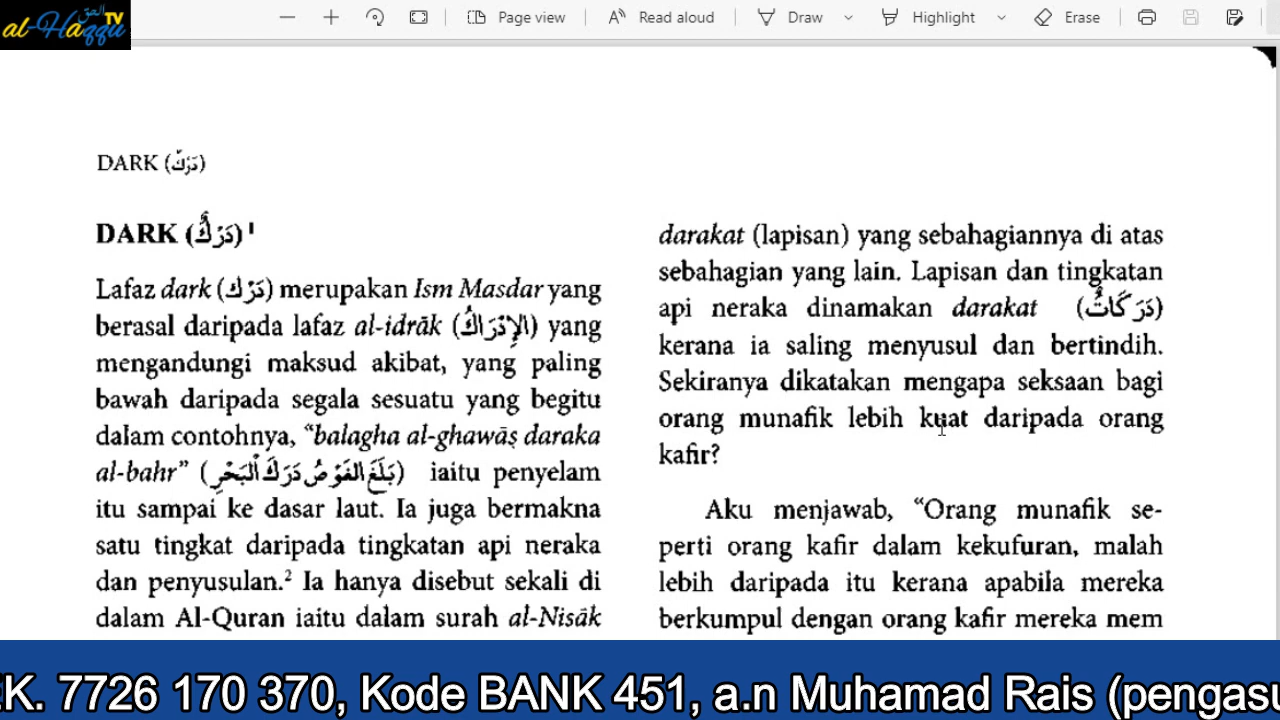 الحق TV
al-Haqqu
Page view
Read aloud
Draw
Highlight
Erase
DARK (دَرْكٌ)
DARK (دَرْكٌ) ¹
Lafaz dark (دَرْك) merupakan Ism Masdar yang
berasal daripada lafaz al-idrāk (الإِدْرَاكُ) yang
mengandungi maksud akibat, yang paling
bawah daripada segala sesuatu yang begitu
dalam contohnya, “balagha al-ghawāṣ daraka
al-bahr” (بَلَغَ الغَوْصُ دَرَكَ الْبَحْرِ) iaitu penyelam
itu sampai ke dasar laut. Ia juga bermakna
satu tingkat daripada tingkatan api neraka
dan penyusulan.² Ia hanya disebut sekali di
dalam Al-Quran iaitu dalam surah al-Nisāk
darakat (lapisan) yang sebahagiannya di atas
sebahagian yang lain. Lapisan dan tingkatan
api neraka dinamakan darakat (دَرَكَاتٌ)
kerana ia saling menyusul dan bertindih.
Sekiranya dikatakan mengapa seksaan bagi
orang munafik lebih kuat daripada orang
kafir?
Aku menjawab, “Orang munafik se-
perti orang kafir dalam kekufuran, malah
lebih daripada itu kerana apabila mereka
berkumpul dengan orang kafir mereka mem
EK. 7726 170 370, Kode BANK 451, a.n Muhamad Rais (pengasu